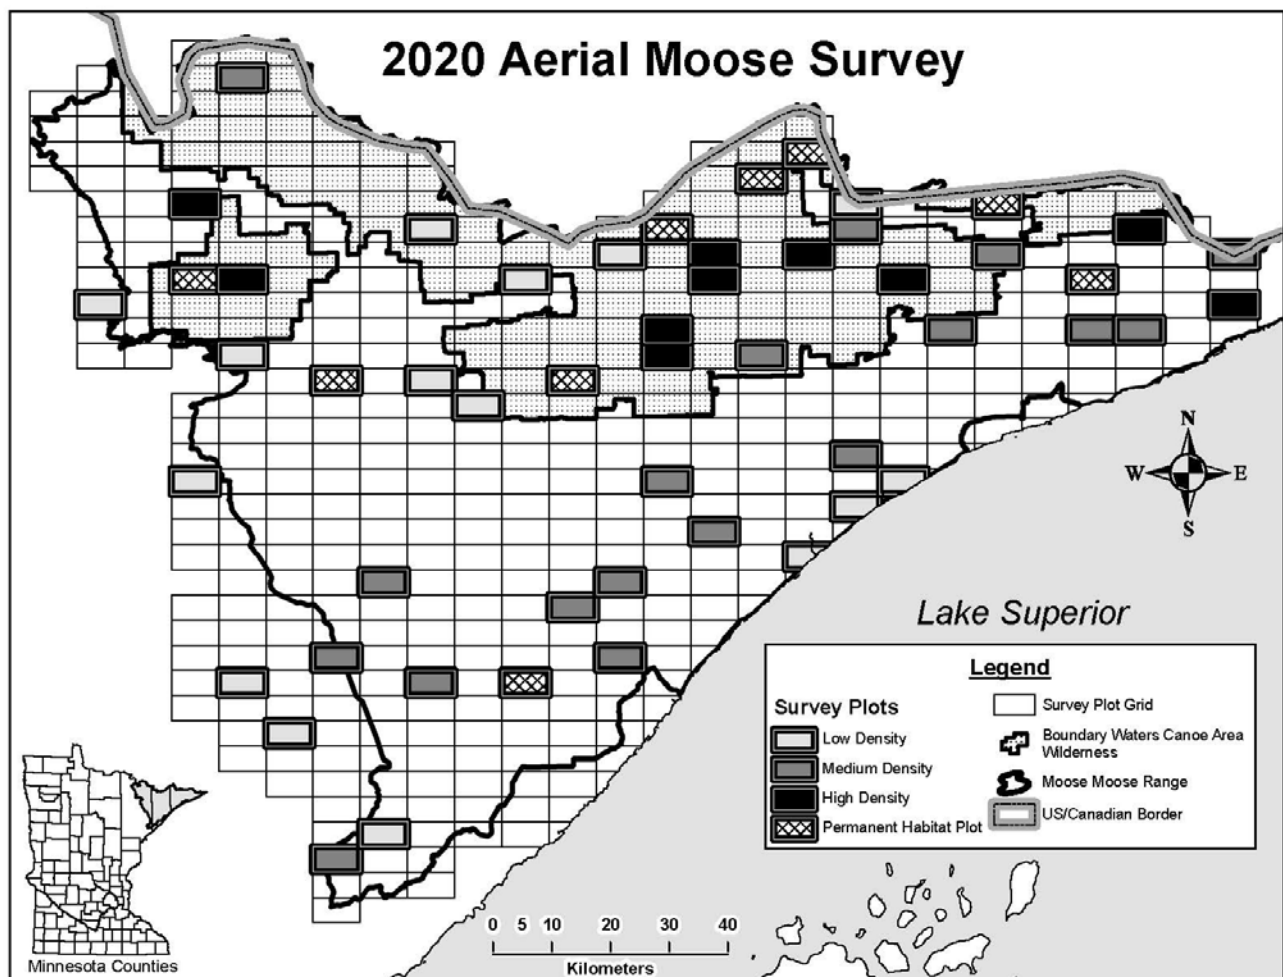 2020 Aerial Moose Survey
N
W E
S
Lake Superior
Legend
Survey Plots
Low Density
Medium Density
High Density
Permanent Habitat Plot
Survey Plot Grid
Boundary Waters Canoe Area
Wilderness
Moose Moose Range
US/Canadian Border
Minnesota Counties
0 5 10 20 30 40
Kilometers